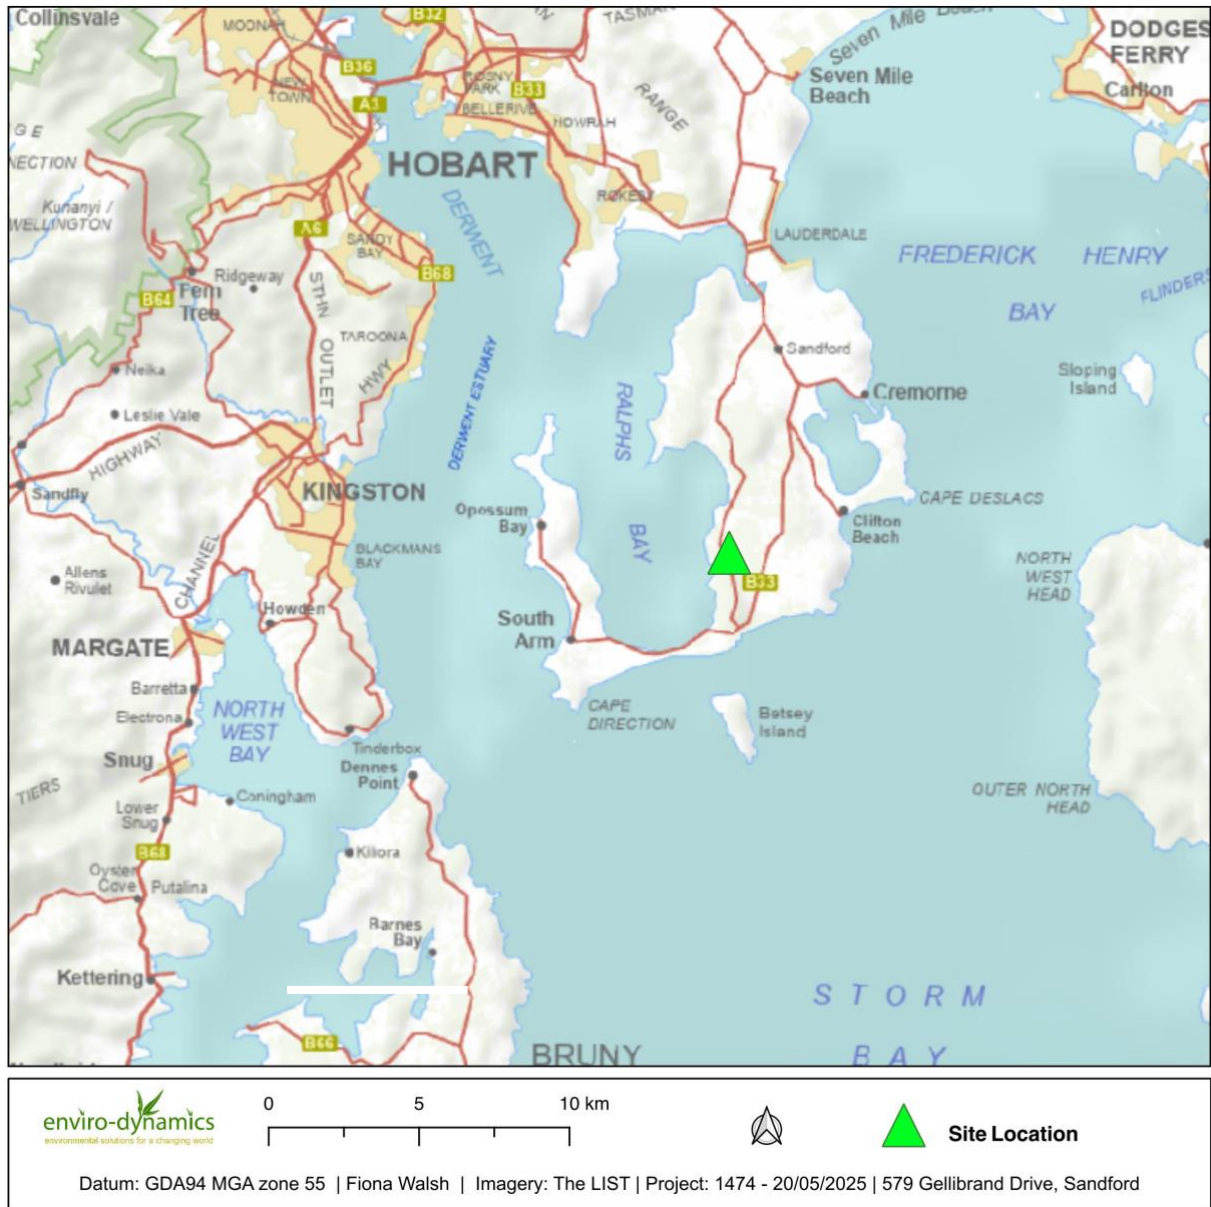 Collinsvale
MOONAH
B32
TASMAN
Seven Mile Beach
DODGES
FERRY
B36
NEW
TOWN
ROSNY
PARK
B33
Seven Mile
Beach
Carlton
A3
BELLERIVE
HOWRAH
RANGE
GE
NECTION
HOBART
Kunanyi /
WELLINGTON
ROKEBY
A6
SANDY
BAY
DERWENT
LAUDERDALE
FREDERICK HENRY
BAY
FLINDERS
B68
Ridgeway
B64
Fern
Tree
STHN
OUTLET
TAROONA
HWY
DERWENT ESTUARY
Sandford
Neika
Sloping
Island
Cremorne
Leslie Vale
RALPHS
BAY
HIGHWAY
Sandfly
KINGSTON
CAPE DESLACS
Opossum
Bay
Clifton
Beach
BLACKMANS
BAY
NORTH
WEST
HEAD
Allens
Rivulet
CHANNEL
B33
Howden
South
Arm
MARGATE
Barretta
CAPE
DIRECTION
Betsey
Island
Electrona
NORTH
WEST
BAY
Snug
Tinderbox
Dennes
Point
TIERS
Coningham
OUTER NORTH
HEAD
Lower
Snug
B68
Killora
Oyster
Cove
Putalina
Barnes
Bay
Kettering
STORM
BAY
B66
BRUNY
enviro-dynamics
environmental solutions for a changing world
0 5 10 km
Site Location
Datum: GDA94 MGA zone 55 | Fiona Walsh | Imagery: The LIST | Project: 1474 - 20/05/2025 | 579 Gellibrand Drive, Sandford